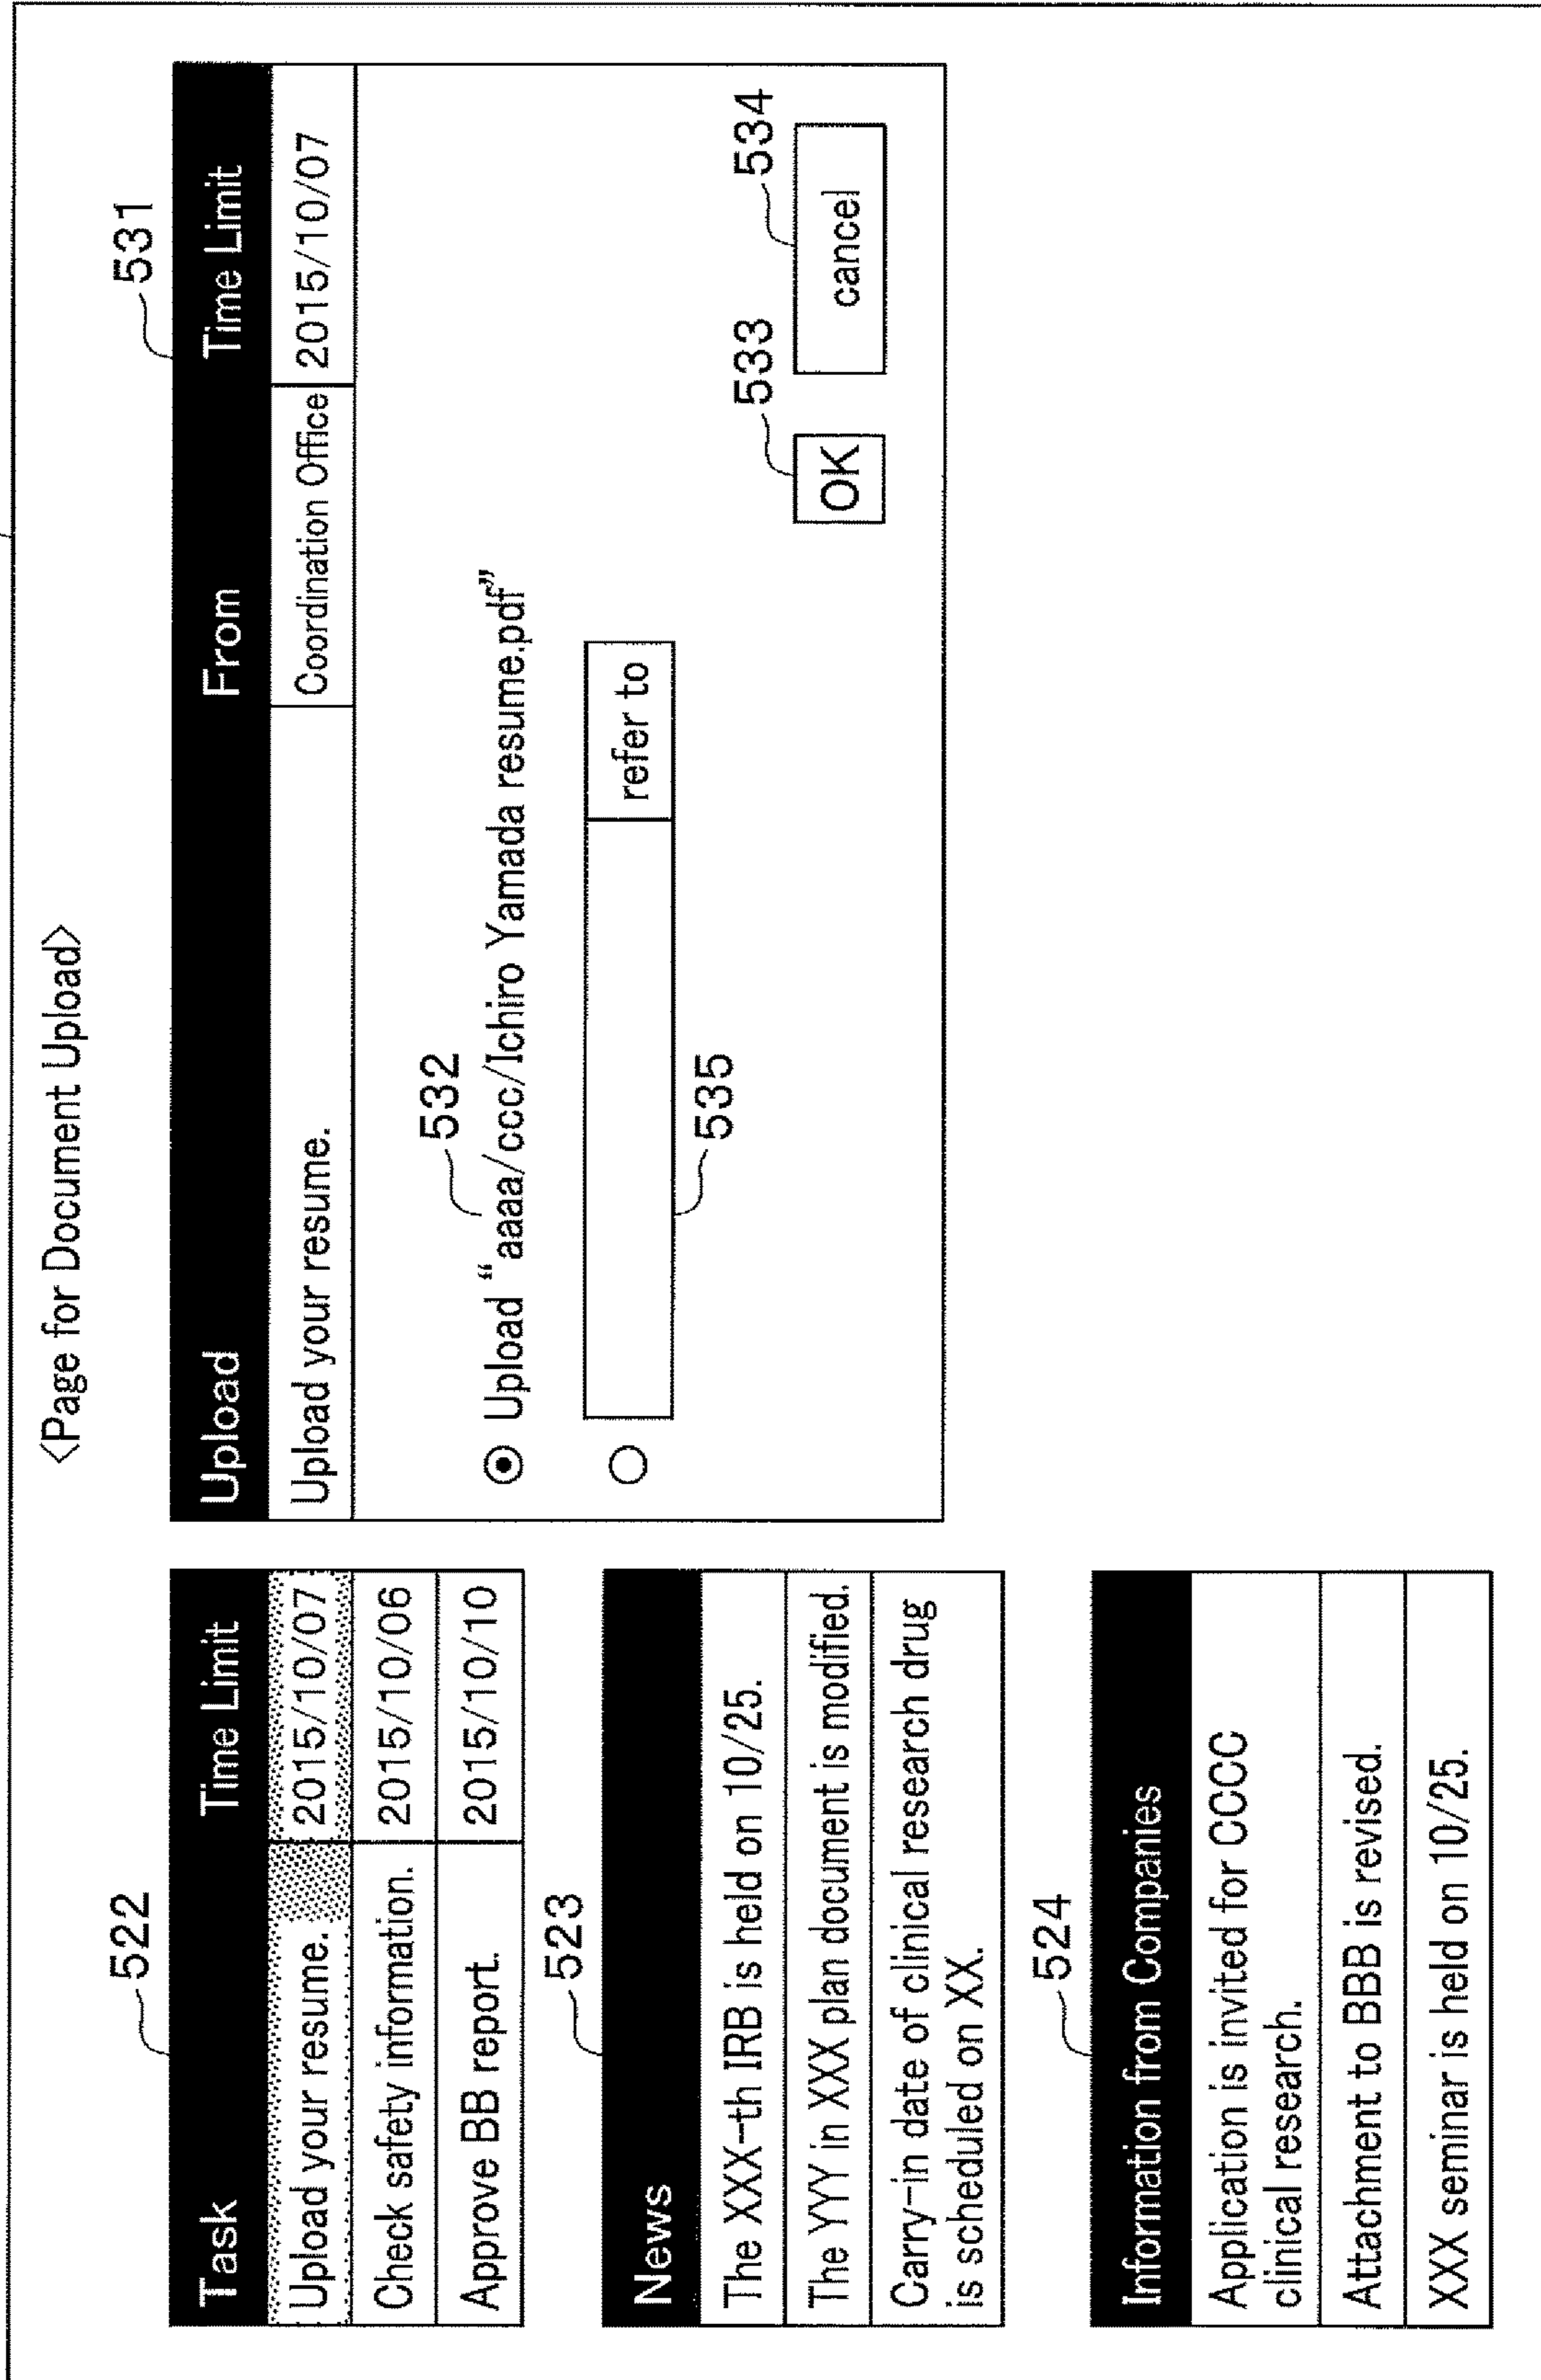 <Page for Document Upload>
522
Task Time Limit
Upload your resume. 2015/10/07
Check safety information. 2015/10/06
Approve BB report. 2015/10/10
523
News
The XXX-th IRB is held on 10/25.
The YYY in XXX plan document is modified.
Carry-in date of clinical research drug
is scheduled on XX.
524
Information from Companies
Application is invited for CCCC
clinical research.
Attachment to BBB is revised.
XXX seminar is held on 10/25.
531
Upload From Time Limit
Upload your resume. Coordination Office 2015/10/07
532
Upload “aaaa/ccc/Ichiro Yamada resume.pdf”
refer to
535
533 534
OK cancel